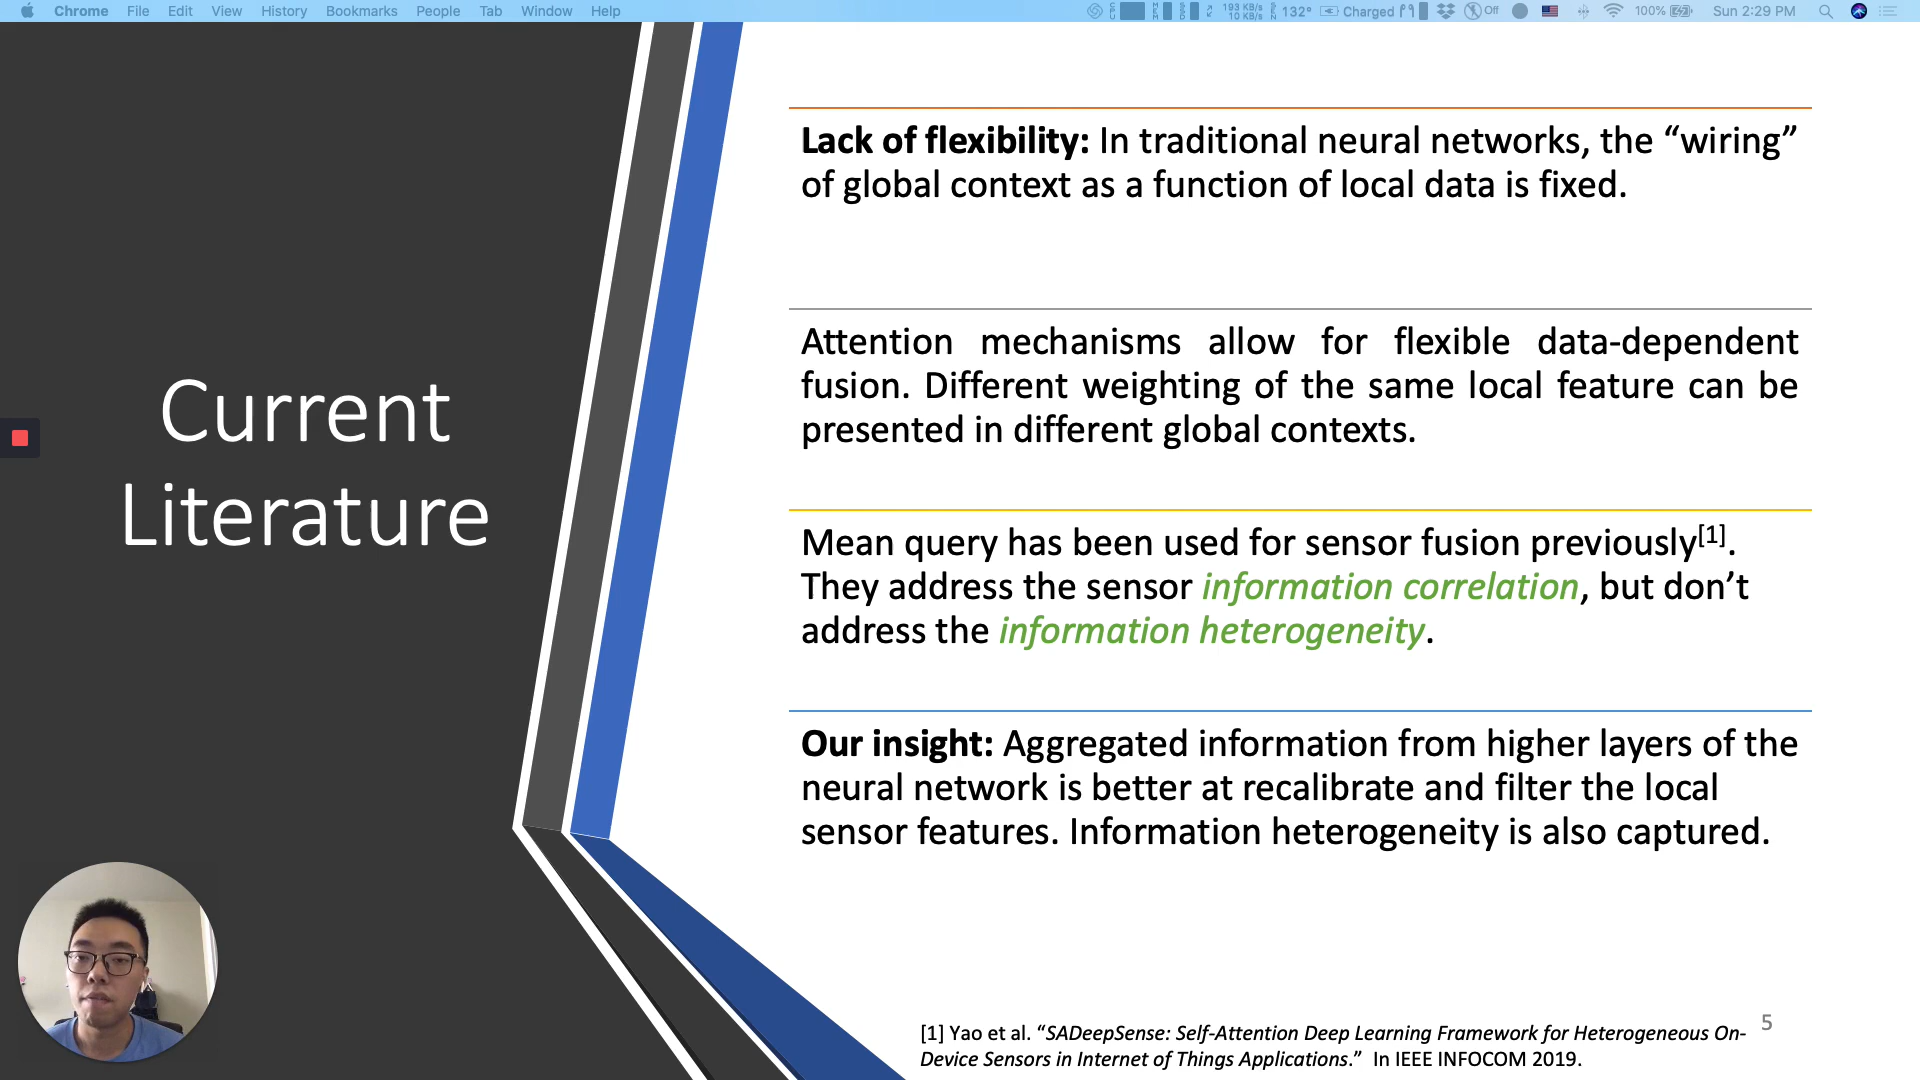 Chrome File Edit View History Bookmarks People Tab Window Help
193 KB/s
10 KB/s
132° Charged Off 100% Sun 2:29 PM
Current
Literature
Lack of flexibility: In traditional neural networks, the “wiring”
of global context as a function of local data is fixed.
Attention mechanisms allow for flexible data-dependent
fusion. Different weighting of the same local feature can be
presented in different global contexts.
Mean query has been used for sensor fusion previously[1].
They address the sensor information correlation, but don’t
address the information heterogeneity.
Our insight: Aggregated information from higher layers of the
neural network is better at recalibrate and filter the local
sensor features. Information heterogeneity is also captured.
[1] Yao et al. “SADeepSense: Self-Attention Deep Learning Framework for Heterogeneous On-
Device Sensors in Internet of Things Applications.” In IEEE INFOCOM 2019.
5